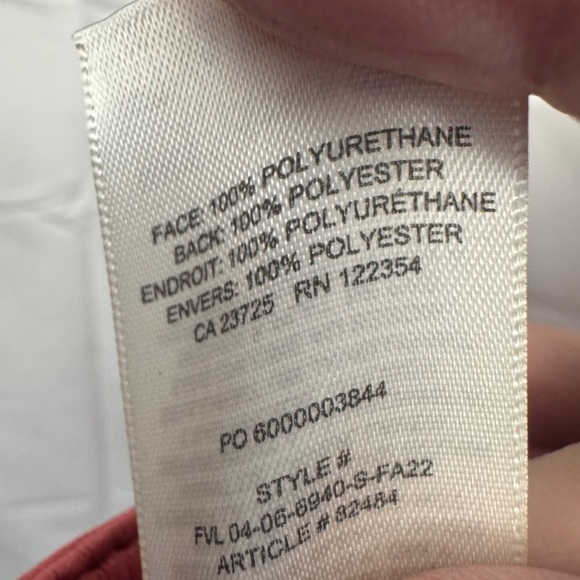 FACE: 100% POLYURETHANE
BACK: 100% POLYESTER
ENDROIT: 100% POLYURÉTHANE
ENVERS: 100% POLYESTER
CA 23725 RN 122354
PO 6000003844
STYLE #
FVL 04-06-6940-S-FA22
ARTICLE # 82484